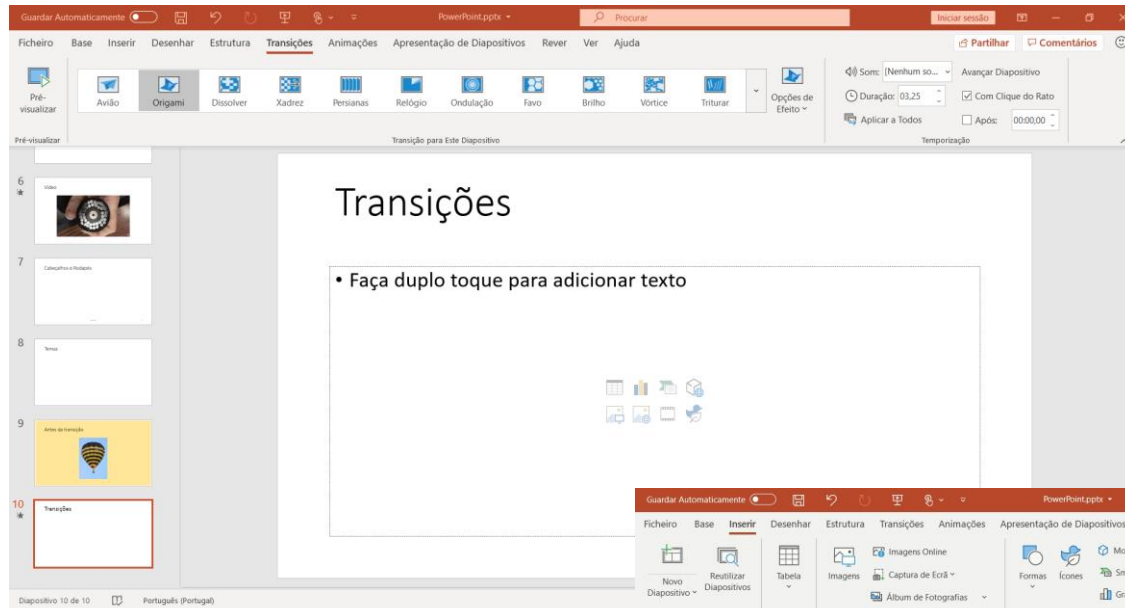 Guardar Automaticamente PowerPoint.pptx Procurar Iniciar sessão
Ficheiro Base Inserir Desenhar Estrutura Transições Animações Apresentação de Diapositivos Rever Ver Ajuda Partilhar Comentários
Pré-
visualizar
Avião Origami Dissolver Xadrez Persianas Relógio Ondulação Favo Brilho Vórtice Triturar
Opções de
Efeito
Som: [Nenhum so... Avançar Diapositivo
Duração: 03,25 Com Clique do Rato
Aplicar a Todos Após: 00:00,00
Pré-visualizar Transição para Este Diapositivo Temporização
6
Vídeo
7
Cabeçalhos e Rodapés
8
Temas
9
Antes da transição
10
Transições
Transições
• Faça duplo toque para adicionar texto
Guardar Automaticamente PowerPoint.pptx
Ficheiro Base Inserir Desenhar Estrutura Transições Animações Apresentação de Diapositivos
Novo
Diapositivo
Reutilizar
Diapositivos
Tabela
Imagens
Imagens Online
Captura de Ecrã
Álbum de Fotografias
Formas
Ícones
Mo
Sm
Gr
Diapositivo 10 de 10 Português (Portugal)